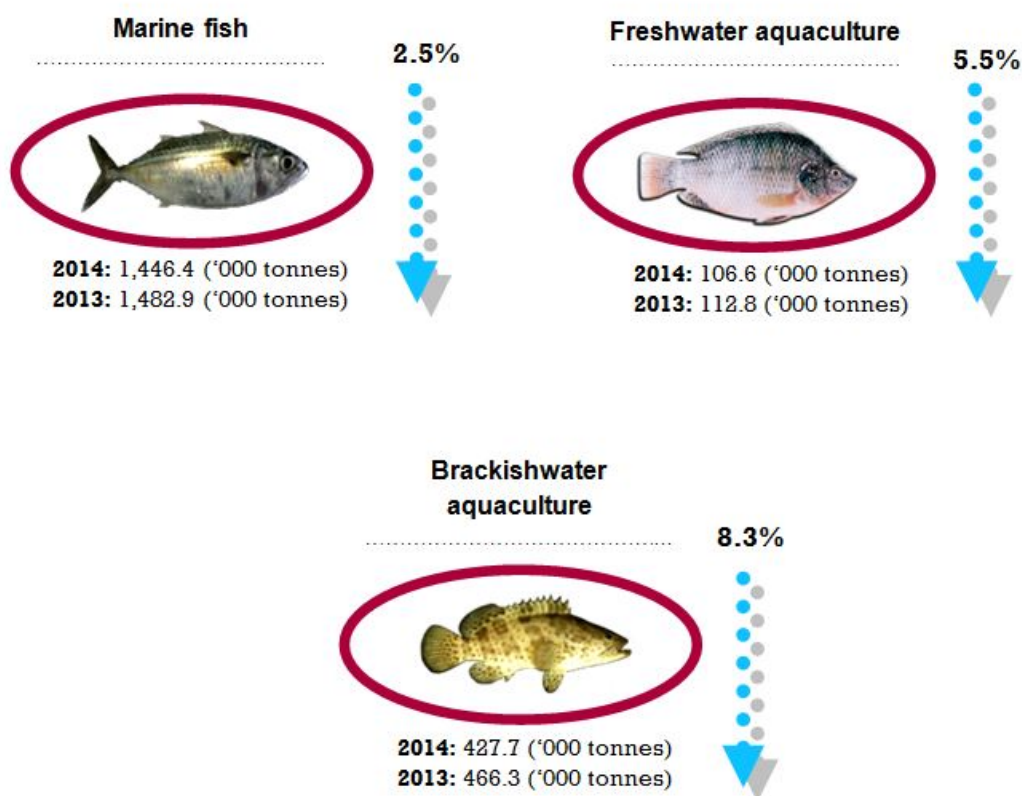 Marine fish
2.5%
2014: 1,446.4 (‘000 tonnes)
2013: 1,482.9 (‘000 tonnes)
Freshwater aquaculture
5.5%
2014: 106.6 (‘000 tonnes)
2013: 112.8 (‘000 tonnes)
Brackishwater
aquaculture
8.3%
2014: 427.7 (‘000 tonnes)
2013: 466.3 (‘000 tonnes)